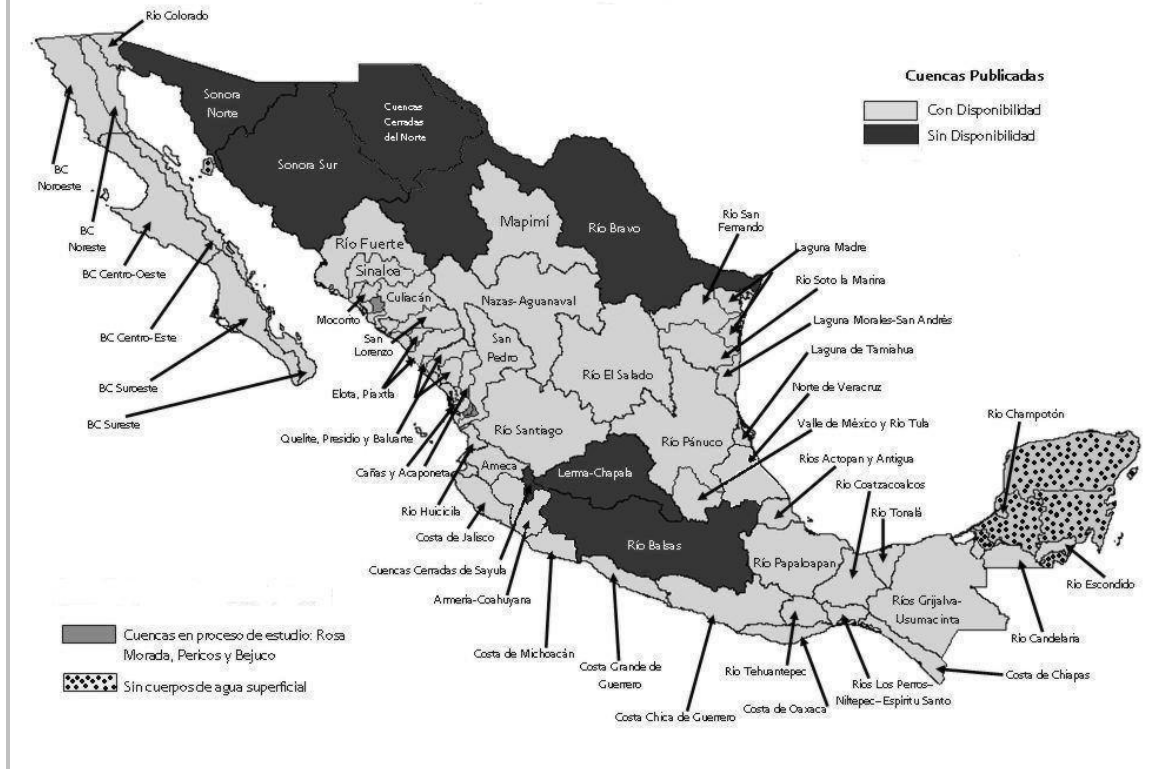 Río Colorado
Cuencas Publicadas
Con Disponibilidad
Sin Disponibilidad
Sonora
Norte
Cuencas
Cerradas
del Norte
Sonora Sur
BC
Noroeste
BC
Noreste
BC Centro-Oeste
BC Centro-Este
BC Suroeste
BC Sureste
Mapimí
Río Bravo
Río San
Fernando
Laguna Madre
Río Soto la Marina
Laguna Morales-San Andrés
Laguna de Tamiahua
Norte de Veracruz
Valle de México y Río Tula
Ríos Actopan y Antigua
Río Coatzacoalcos
Río Tonalá
Río Champotón
Río Fuerte
Sinaloa
Culiacán
Mocorito
San
Lorenzo
Nazas-Aguanaval
San
Pedro
Río El Salado
Elota, Piaxtla
Quelite, Presidio y Baluarte
Cañas y Acaponeta
Río Santiago
Río Pánuco
Ameca
Lerma-Chapala
Río Huicicila
Costa de Jalisco
Cuencas Cerradas de Sayula
Armería-Coahuyana
Río Balsas
Río Papaloapan
Ríos Grijalva-
Usumacinta
Río Escondido
Río Candelaria
Costa de Chiapas
Costa de Michoacán
Costa Grande de
Guerrero
Costa Chica de Guerrero
Río Tehuantepec
Costa de Oaxaca
Ríos Los Perros–
Niltepec–Espíritu Santo
Cuencas en proceso de estudio: Rosa
Morada, Pericos y Bejuco
Sin cuerpos de agua superficial